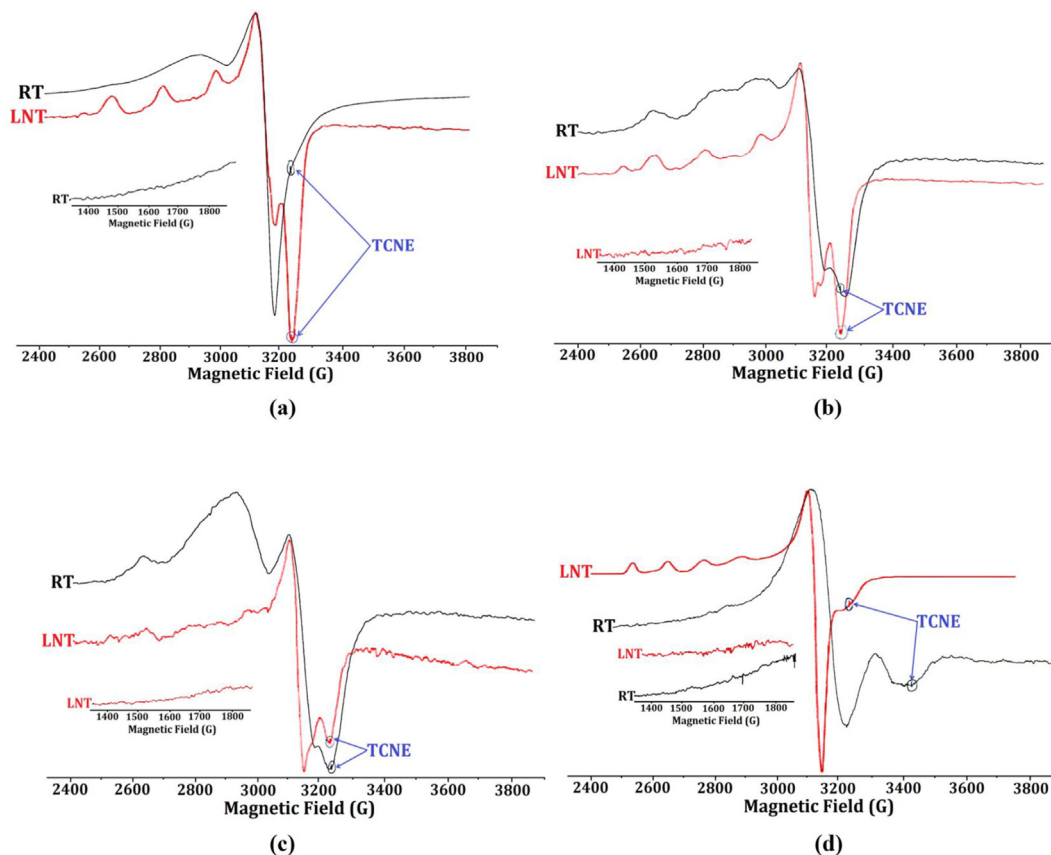 RT
LNT
RT
1400 1500 1600 1700 1800
Magnetic Field (G)
TCNE
2400 2600 2800 3000 3200 3400 3600 3800
Magnetic Field (G)
(a)
RT
LNT
LNT
1400 1500 1600 1700 1800
Magnetic Field (G)
TCNE
2400 2600 2800 3000 3200 3400 3600 3800
Magnetic Field (G)
(b)
RT
LNT
LNT
1400 1500 1600 1700 1800
Magnetic Field (G)
TCNE
2400 2600 2800 3000 3200 3400 3600 3800
Magnetic Field (G)
(c)
LNT
RT
LNT
RT
1400 1500 1600 1700 1800
Magnetic Field (G)
TCNE
2400 2600 2800 3000 3200 3400 3600 3800
Magnetic Field (G)
(d)